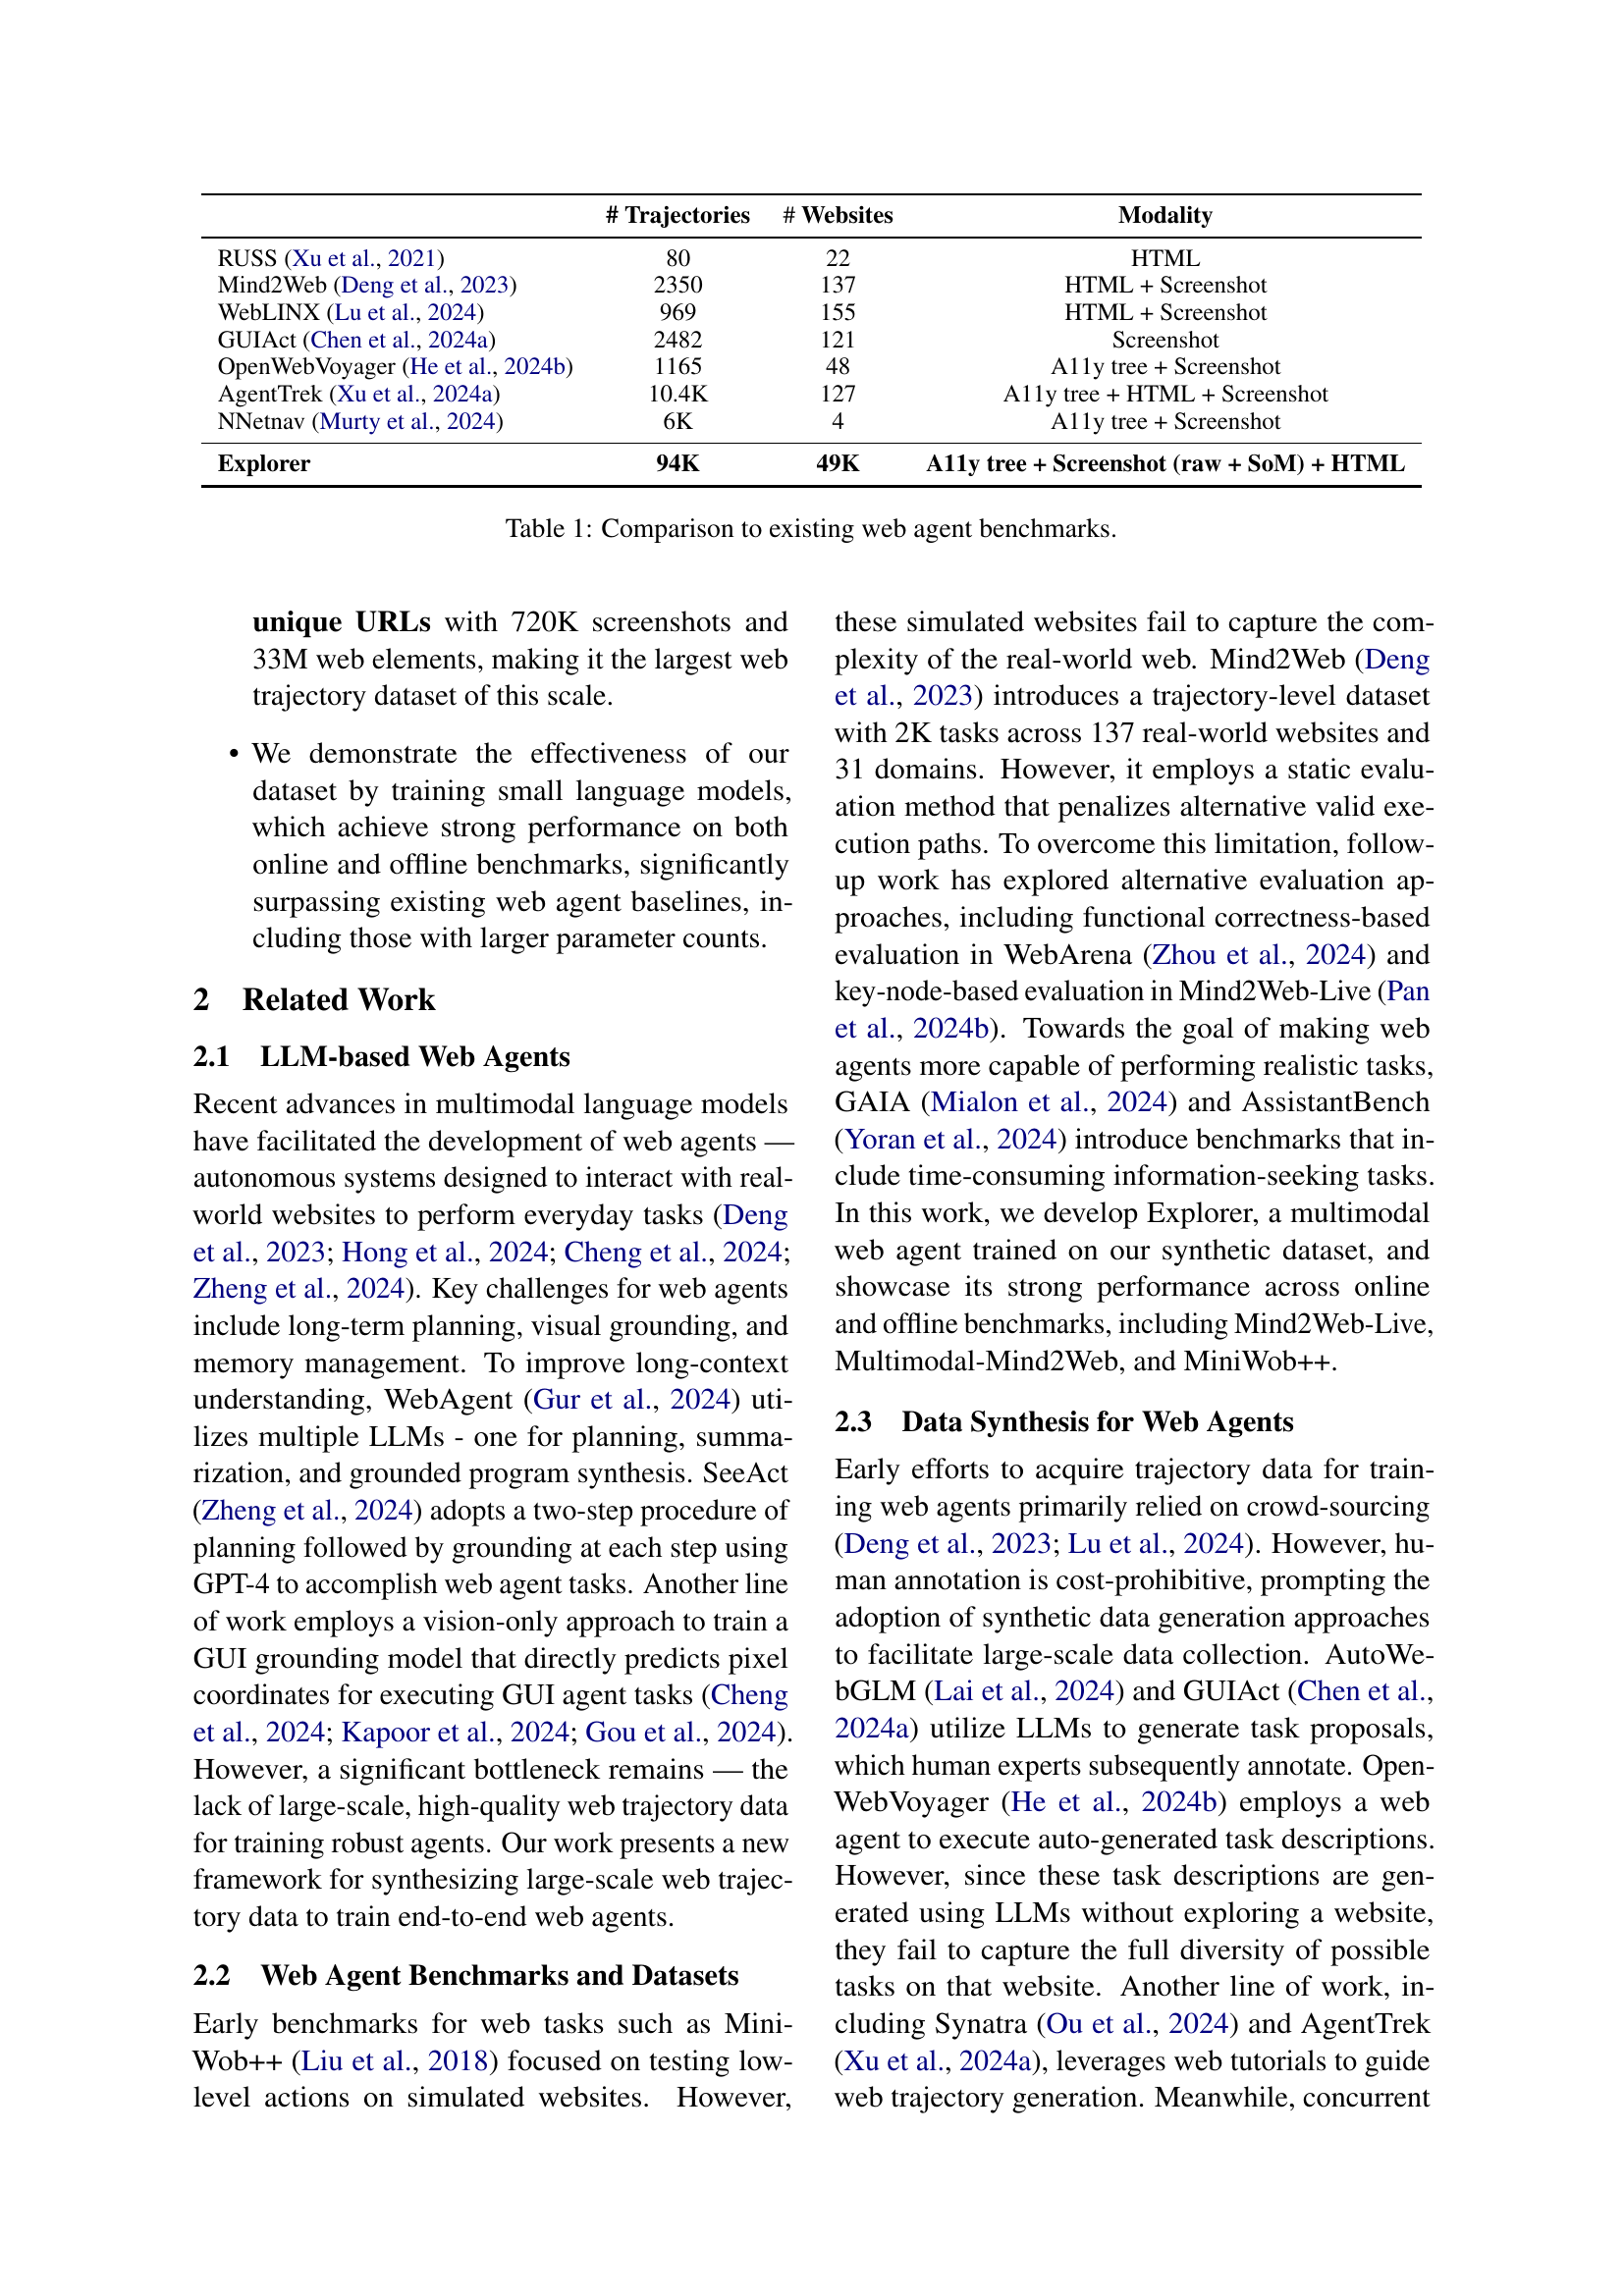 # Trajectories # Websites Modality
RUSS (Xu et al., 2021) 80 22 HTML
Mind2Web (Deng et al., 2023) 2350 137 HTML + Screenshot
WebLINX (Lu et al., 2024) 969 155 HTML + Screenshot
GUIAct (Chen et al., 2024a) 2482 121 Screenshot
OpenWebVoyager (He et al., 2024b) 1165 48 A11y tree + Screenshot
AgentTrek (Xu et al., 2024a) 10.4K 127 A11y tree + HTML + Screenshot
NNetnav (Murty et al., 2024) 6K 4 A11y tree + Screenshot
Explorer 94K 49K A11y tree + Screenshot (raw + SoM) + HTML
Table 1: Comparison to existing web agent benchmarks.
unique URLs with 720K screenshots and
33M web elements, making it the largest web
trajectory dataset of this scale.
• We demonstrate the effectiveness of our
dataset by training small language models,
which achieve strong performance on both
online and offline benchmarks, significantly
surpassing existing web agent baselines, in-
cluding those with larger parameter counts.
2 Related Work
2.1 LLM-based Web Agents
Recent advances in multimodal language models
have facilitated the development of web agents —
autonomous systems designed to interact with real-
world websites to perform everyday tasks (Deng
et al., 2023; Hong et al., 2024; Cheng et al., 2024;
Zheng et al., 2024). Key challenges for web agents
include long-term planning, visual grounding, and
memory management. To improve long-context
understanding, WebAgent (Gur et al., 2024) uti-
lizes multiple LLMs - one for planning, summa-
rization, and grounded program synthesis. SeeAct
(Zheng et al., 2024) adopts a two-step procedure of
planning followed by grounding at each step using
GPT-4 to accomplish web agent tasks. Another line
of work employs a vision-only approach to train a
GUI grounding model that directly predicts pixel
coordinates for executing GUI agent tasks (Cheng
et al., 2024; Kapoor et al., 2024; Gou et al., 2024).
However, a significant bottleneck remains — the
lack of large-scale, high-quality web trajectory data
for training robust agents. Our work presents a new
framework for synthesizing large-scale web trajec-
tory data to train end-to-end web agents.
2.2 Web Agent Benchmarks and Datasets
Early benchmarks for web tasks such as Mini-
Wob++ (Liu et al., 2018) focused on testing low-
level actions on simulated websites. However,
these simulated websites fail to capture the com-
plexity of the real-world web. Mind2Web (Deng
et al., 2023) introduces a trajectory-level dataset
with 2K tasks across 137 real-world websites and
31 domains. However, it employs a static evalu-
ation method that penalizes alternative valid exe-
cution paths. To overcome this limitation, follow-
up work has explored alternative evaluation ap-
proaches, including functional correctness-based
evaluation in WebArena (Zhou et al., 2024) and
key-node-based evaluation in Mind2Web-Live (Pan
et al., 2024b). Towards the goal of making web
agents more capable of performing realistic tasks,
GAIA (Mialon et al., 2024) and AssistantBench
(Yoran et al., 2024) introduce benchmarks that in-
clude time-consuming information-seeking tasks.
In this work, we develop Explorer, a multimodal
web agent trained on our synthetic dataset, and
showcase its strong performance across online
and offline benchmarks, including Mind2Web-Live,
Multimodal-Mind2Web, and MiniWob++.
2.3 Data Synthesis for Web Agents
Early efforts to acquire trajectory data for train-
ing web agents primarily relied on crowd-sourcing
(Deng et al., 2023; Lu et al., 2024). However, hu-
man annotation is cost-prohibitive, prompting the
adoption of synthetic data generation approaches
to facilitate large-scale data collection. AutoWe-
bGLM (Lai et al., 2024) and GUIAct (Chen et al.,
2024a) utilize LLMs to generate task proposals,
which human experts subsequently annotate. Open-
WebVoyager (He et al., 2024b) employs a web
agent to execute auto-generated task descriptions.
However, since these task descriptions are gen-
erated using LLMs without exploring a website,
they fail to capture the full diversity of possible
tasks on that website. Another line of work, in-
cluding Synatra (Ou et al., 2024) and AgentTrek
(Xu et al., 2024a), leverages web tutorials to guide
web trajectory generation. Meanwhile, concurrent